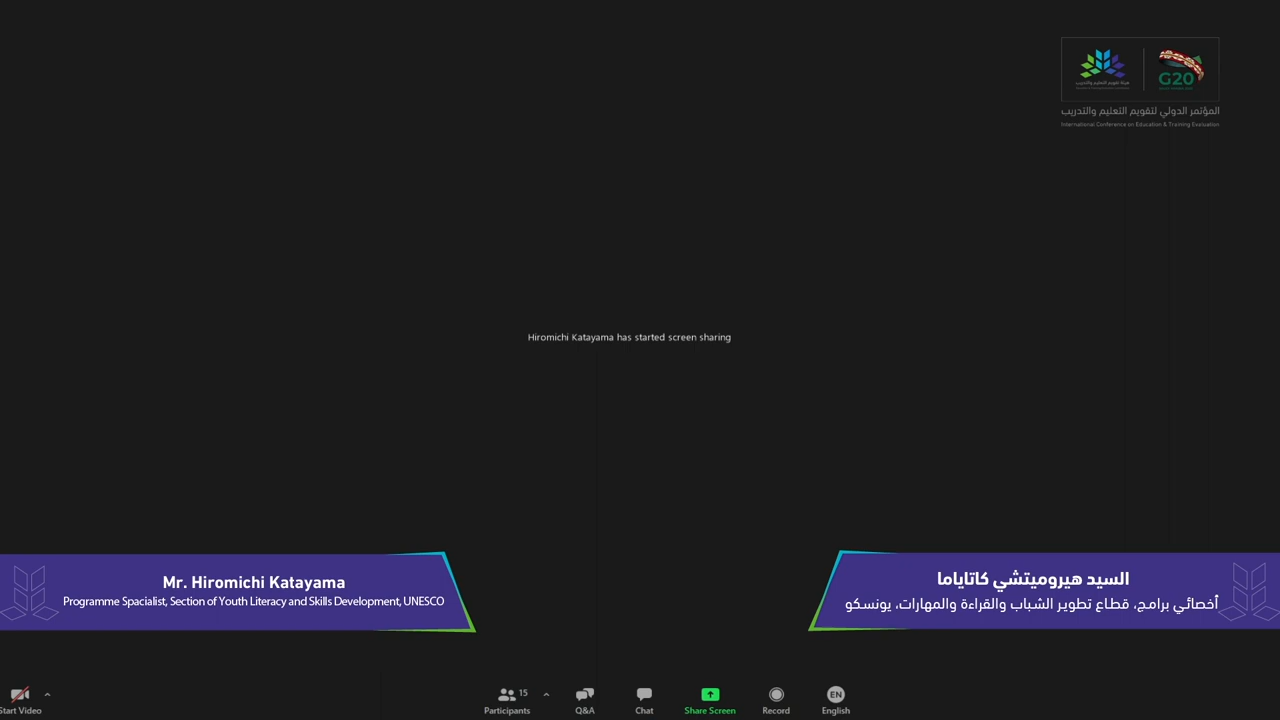 G20
المؤتمر الدولي لتقويم التعليم والتدريب
International Conference on Education & Training Evaluation
Hiromichi Katayama has started screen sharing
Mr. Hiromichi Katayama
Programme Spacialist, Section of Youth Literacy and Skills Development, UNESCO
السيد هيروميتشي كاتاياما
أخصائي برامج، قطاع تطوير الشباب والقراءة والمهارات، يونسكو
Start Video
15
Participants
Q&A
Chat
Share Screen
Record
EN
English